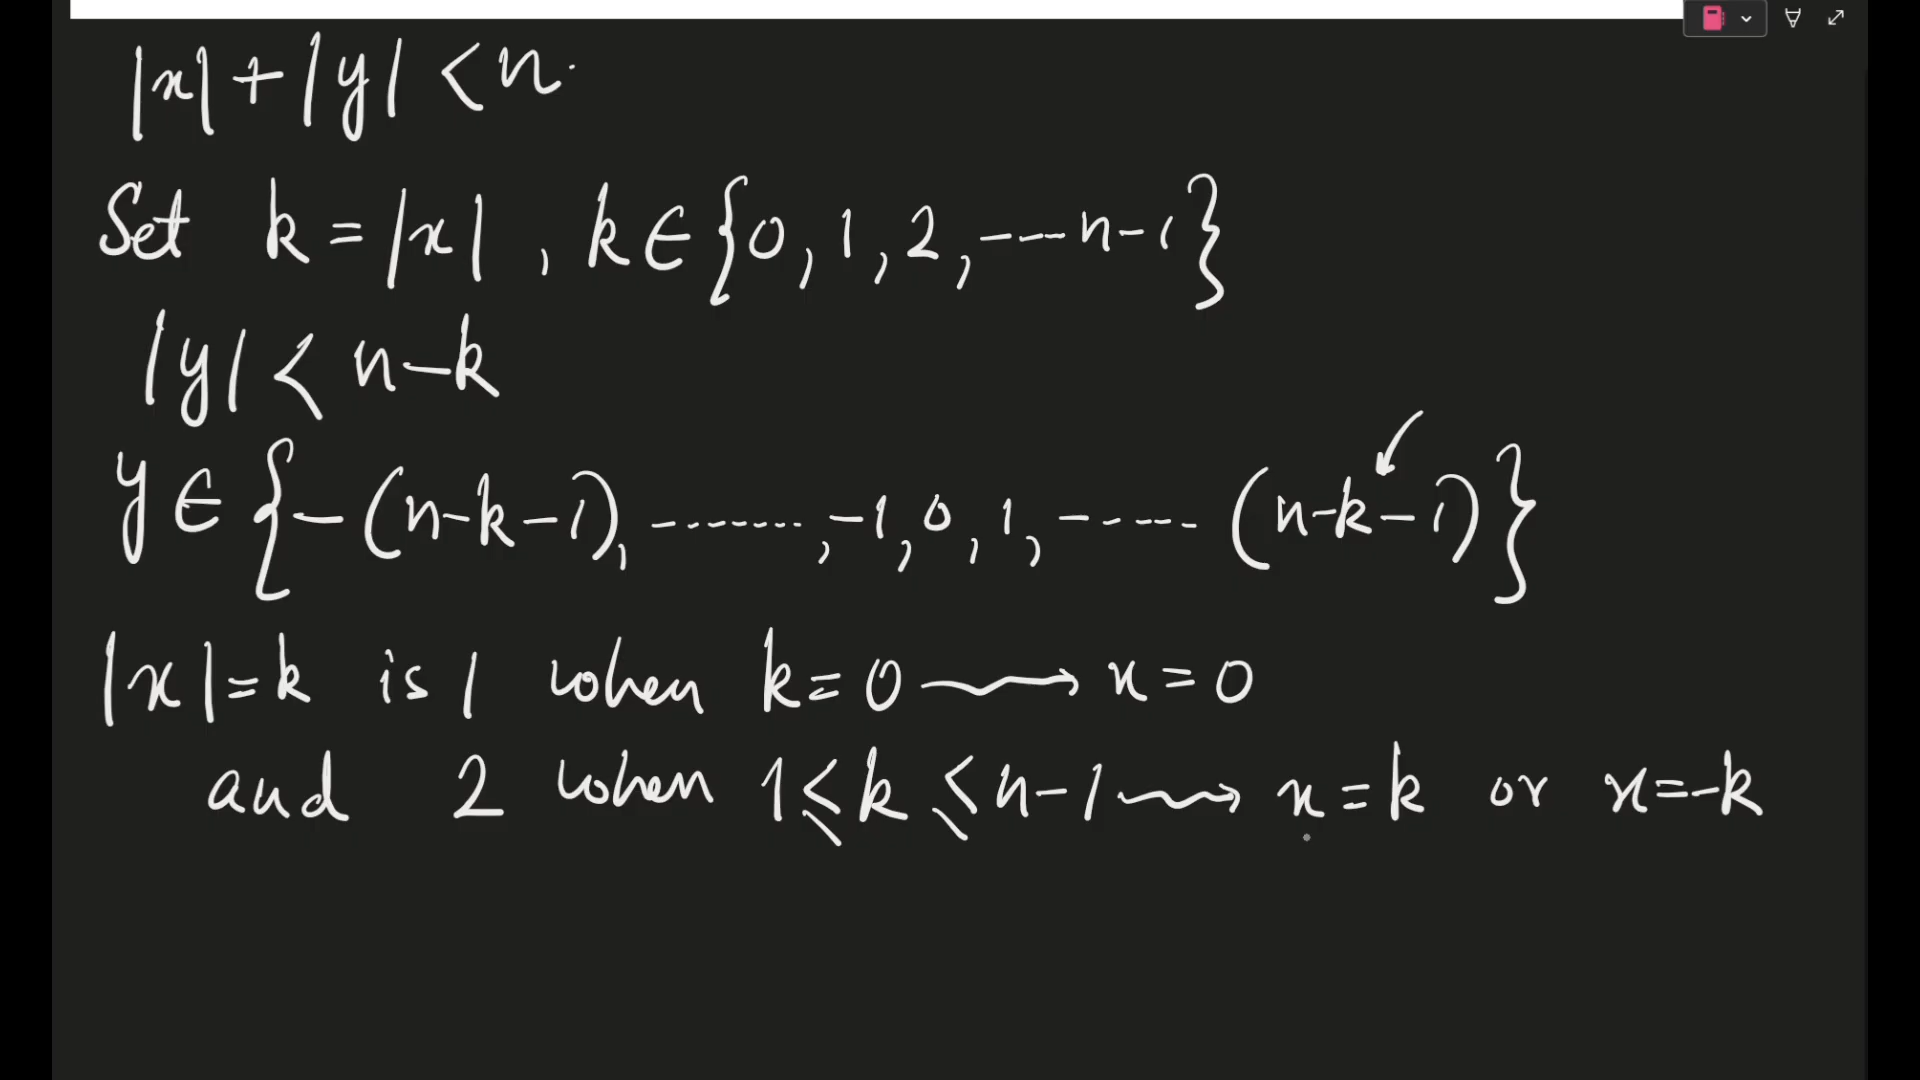 |x| + |y| < n.
Set k = |x| , k ∈ {0, 1, 2, ---- n-1}
|y| < n-k
y ∈ {-(n-k-1), -------- , -1, 0, 1, ------ (n-k-1)}
|x| = k is 1 when k = 0 ⟿ x = 0
and 2 when 1 ≤ k ≤ n-1 ⟿ x = k or x = -k